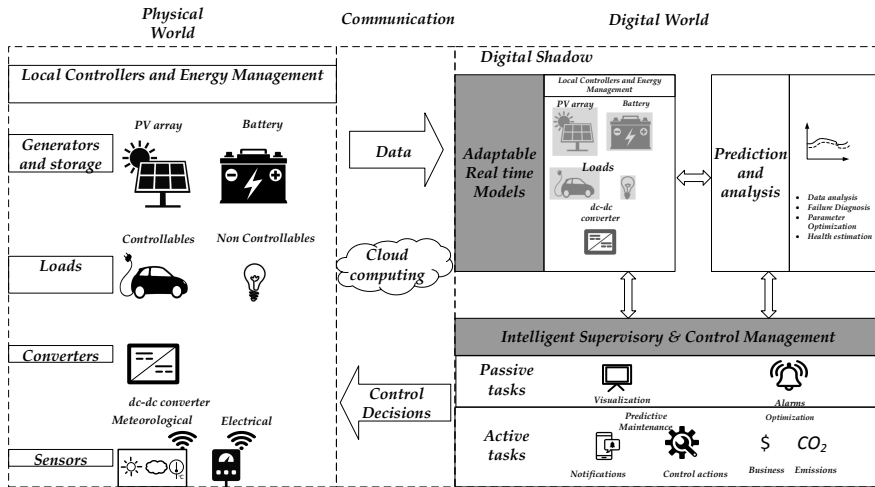 Physical
World
Communication
Digital World
Local Controllers and Energy Management
Generators
and storage
PV array
Battery
Controllables
Non Controllables
Loads
Converters
dc-dc converter
Meteorological
Electrical
Sensors
°C
Data
Cloud
computing
Control
Decisions
Digital Shadow
Adaptable
Real time
Models
Local Controllers and Energy
Management
PV array
Battery
Loads
dc-dc
converter
Prediction
and
analysis
• Data analysis
• Failure Diagnosis
• Parameter
Optimization
• Health estimation
Intelligent Supervisory & Control Management
Passive
tasks
Visualization
Alarms
Active
tasks
Predictive
Maintenance
Optimization
Notifications
Control actions
$
Business
CO2
Emissions